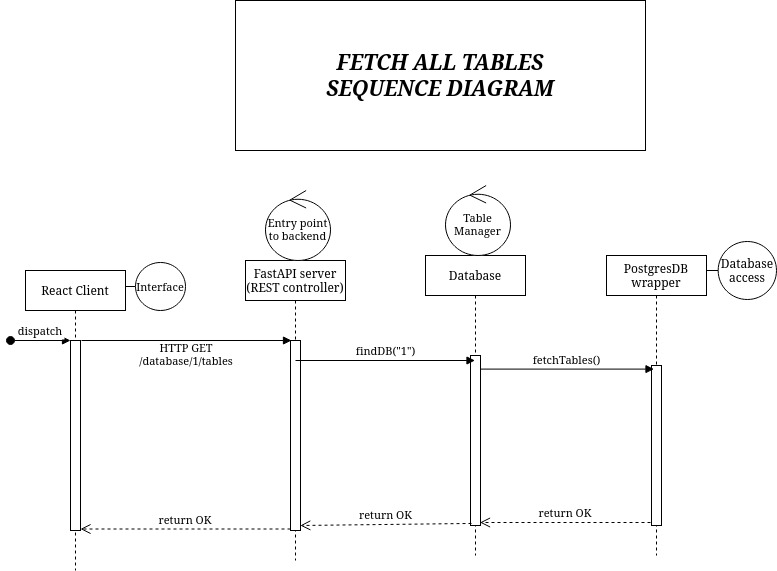 FETCH ALL TABLES
SEQUENCE DIAGRAM
Entry point
to backend
Table
Manager
React Client
Interface
FastAPI server
(REST controller)
Database
PostgresDB
wrapper
Database
access
dispatch
HTTP GET
/database/1/tables
findDB("1")
fetchTables()
return OK
return OK
return OK